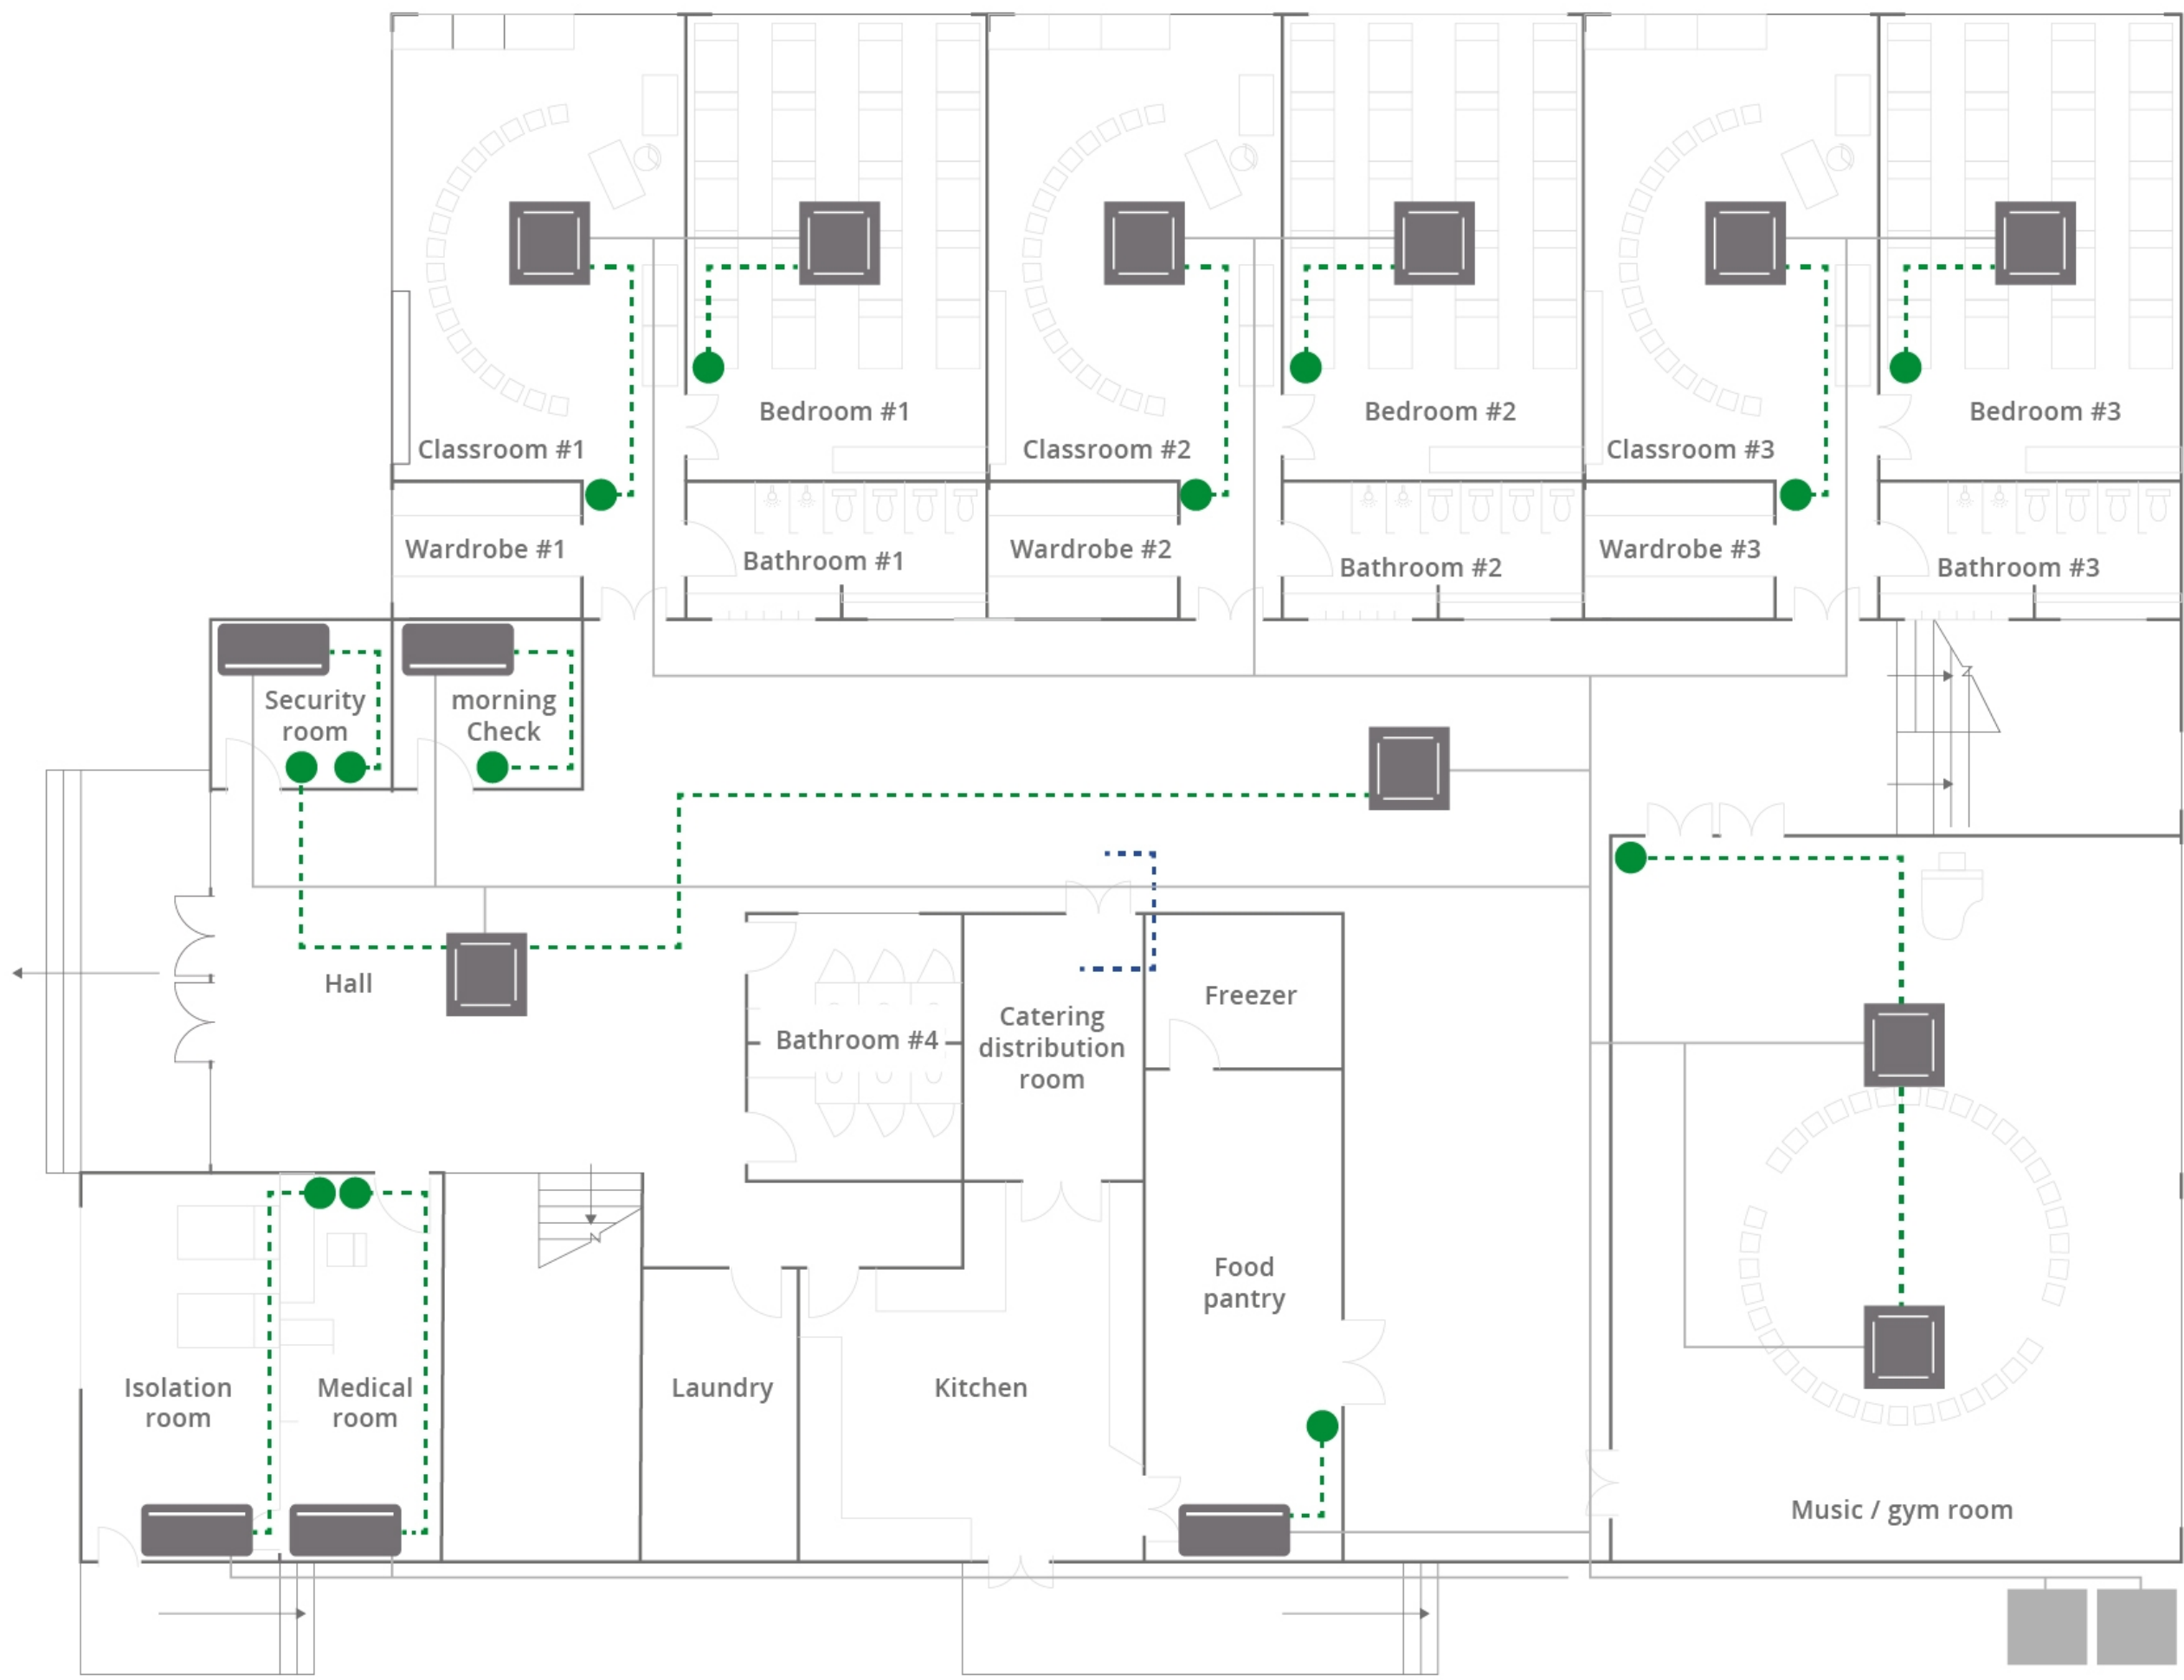 Bedroom #1
Bedroom #2
Bedroom #3
Classroom #1
Classroom #2
Classroom #3
Wardrobe #1
Bathroom #1
Wardrobe #2
Bathroom #2
Wardrobe #3
Bathroom #3
Security
room
morning
Check
Hall
Bathroom #4
Catering
distribution
room
Freezer
Food
pantry
Isolation
room
Medical
room
Laundry
Kitchen
Music / gym room